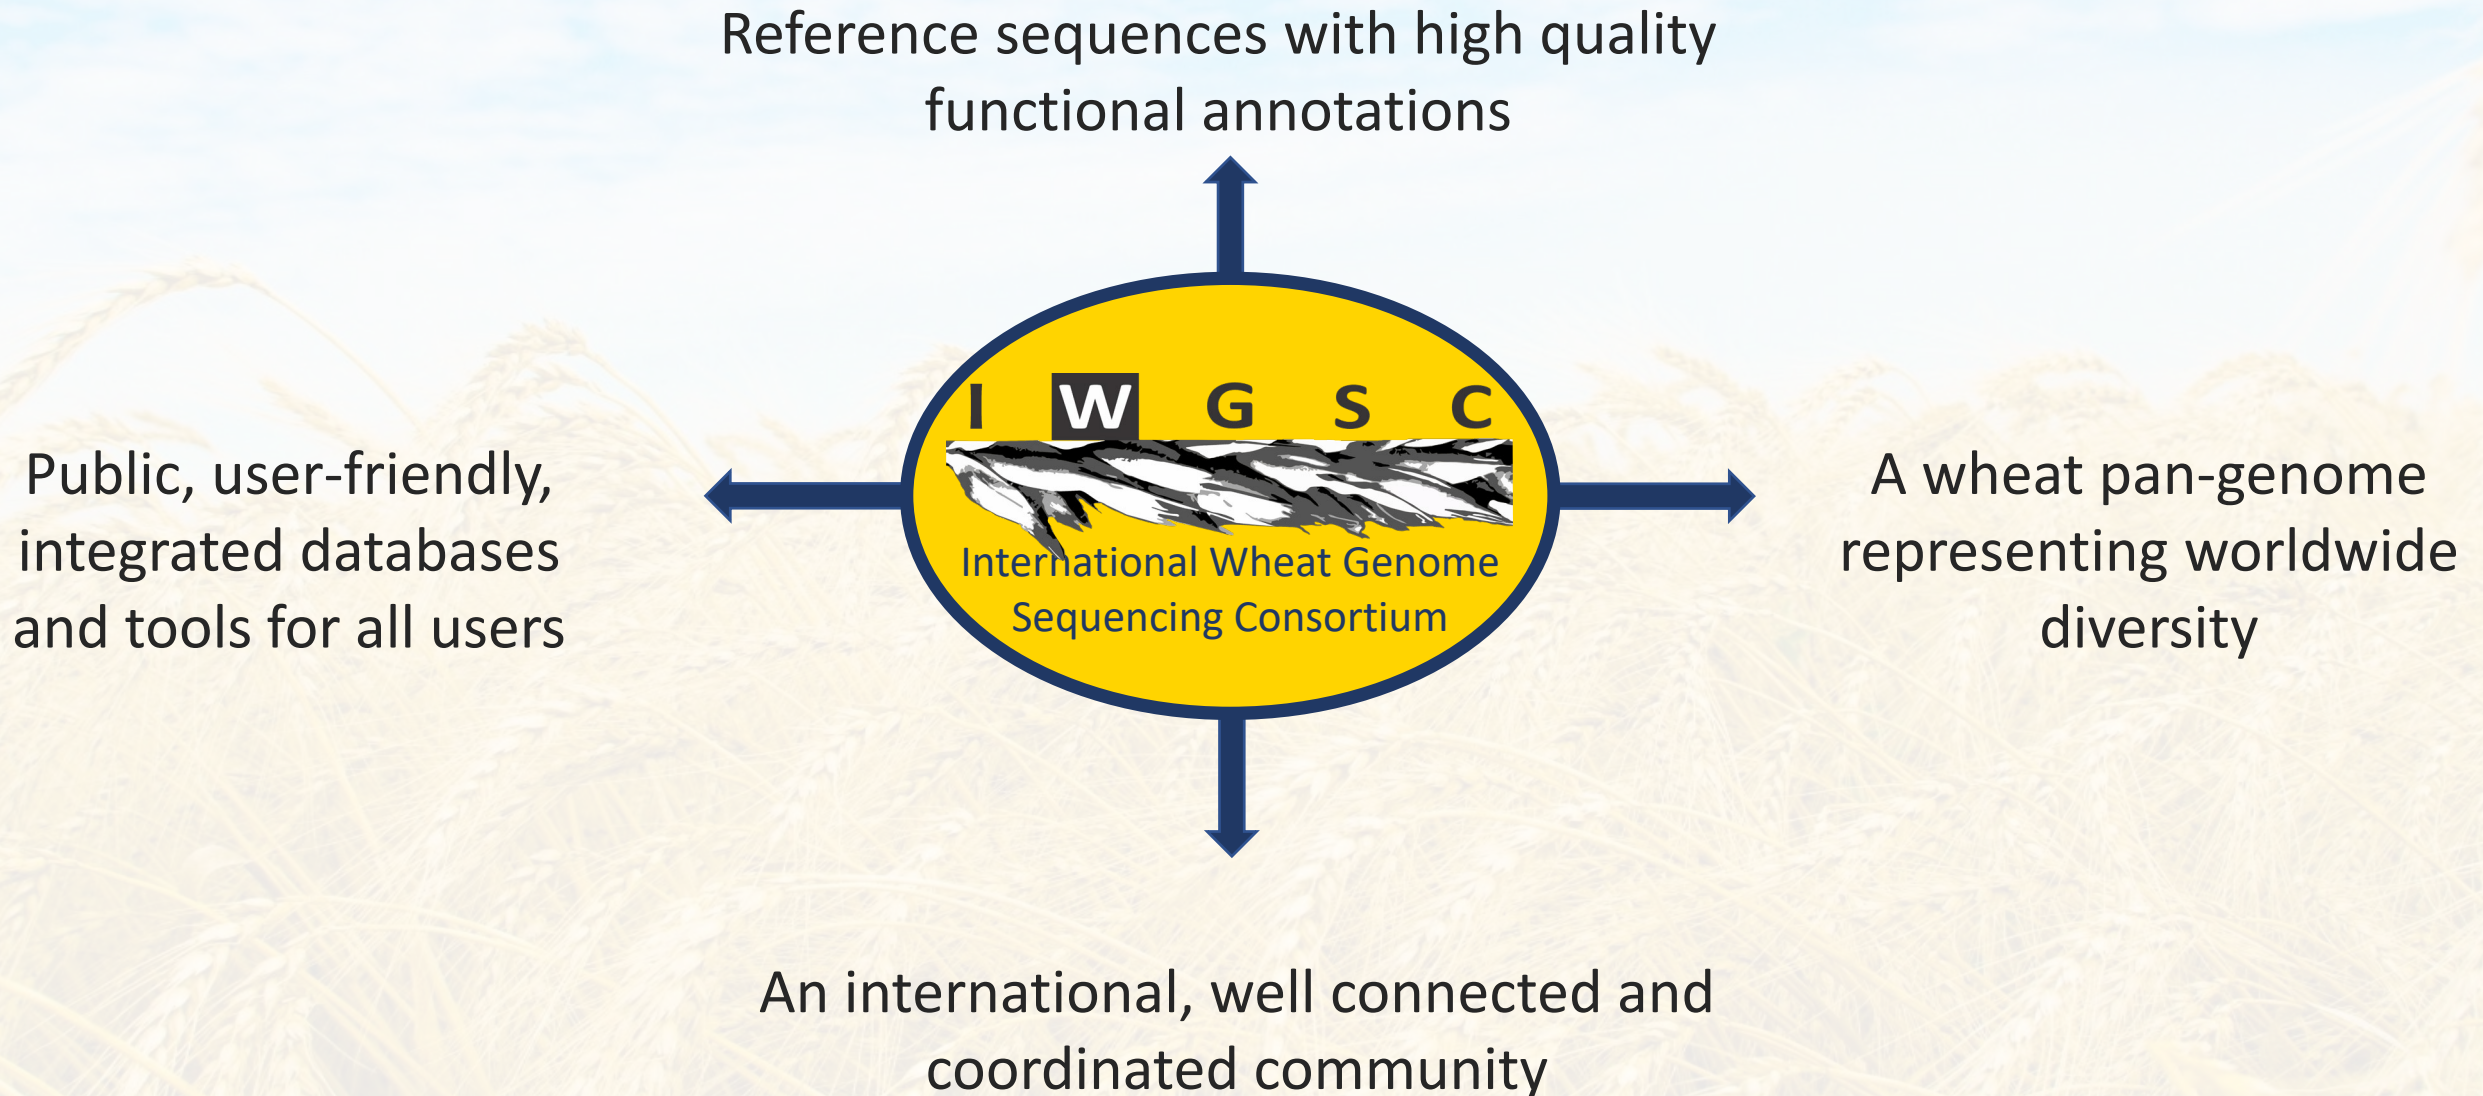 Reference sequences with high quality
functional annotations
I W G S C
International Wheat Genome
Sequencing Consortium
Public, user-friendly,
integrated databases
and tools for all users
A wheat pan-genome
representing worldwide
diversity
An international, well connected and
coordinated community